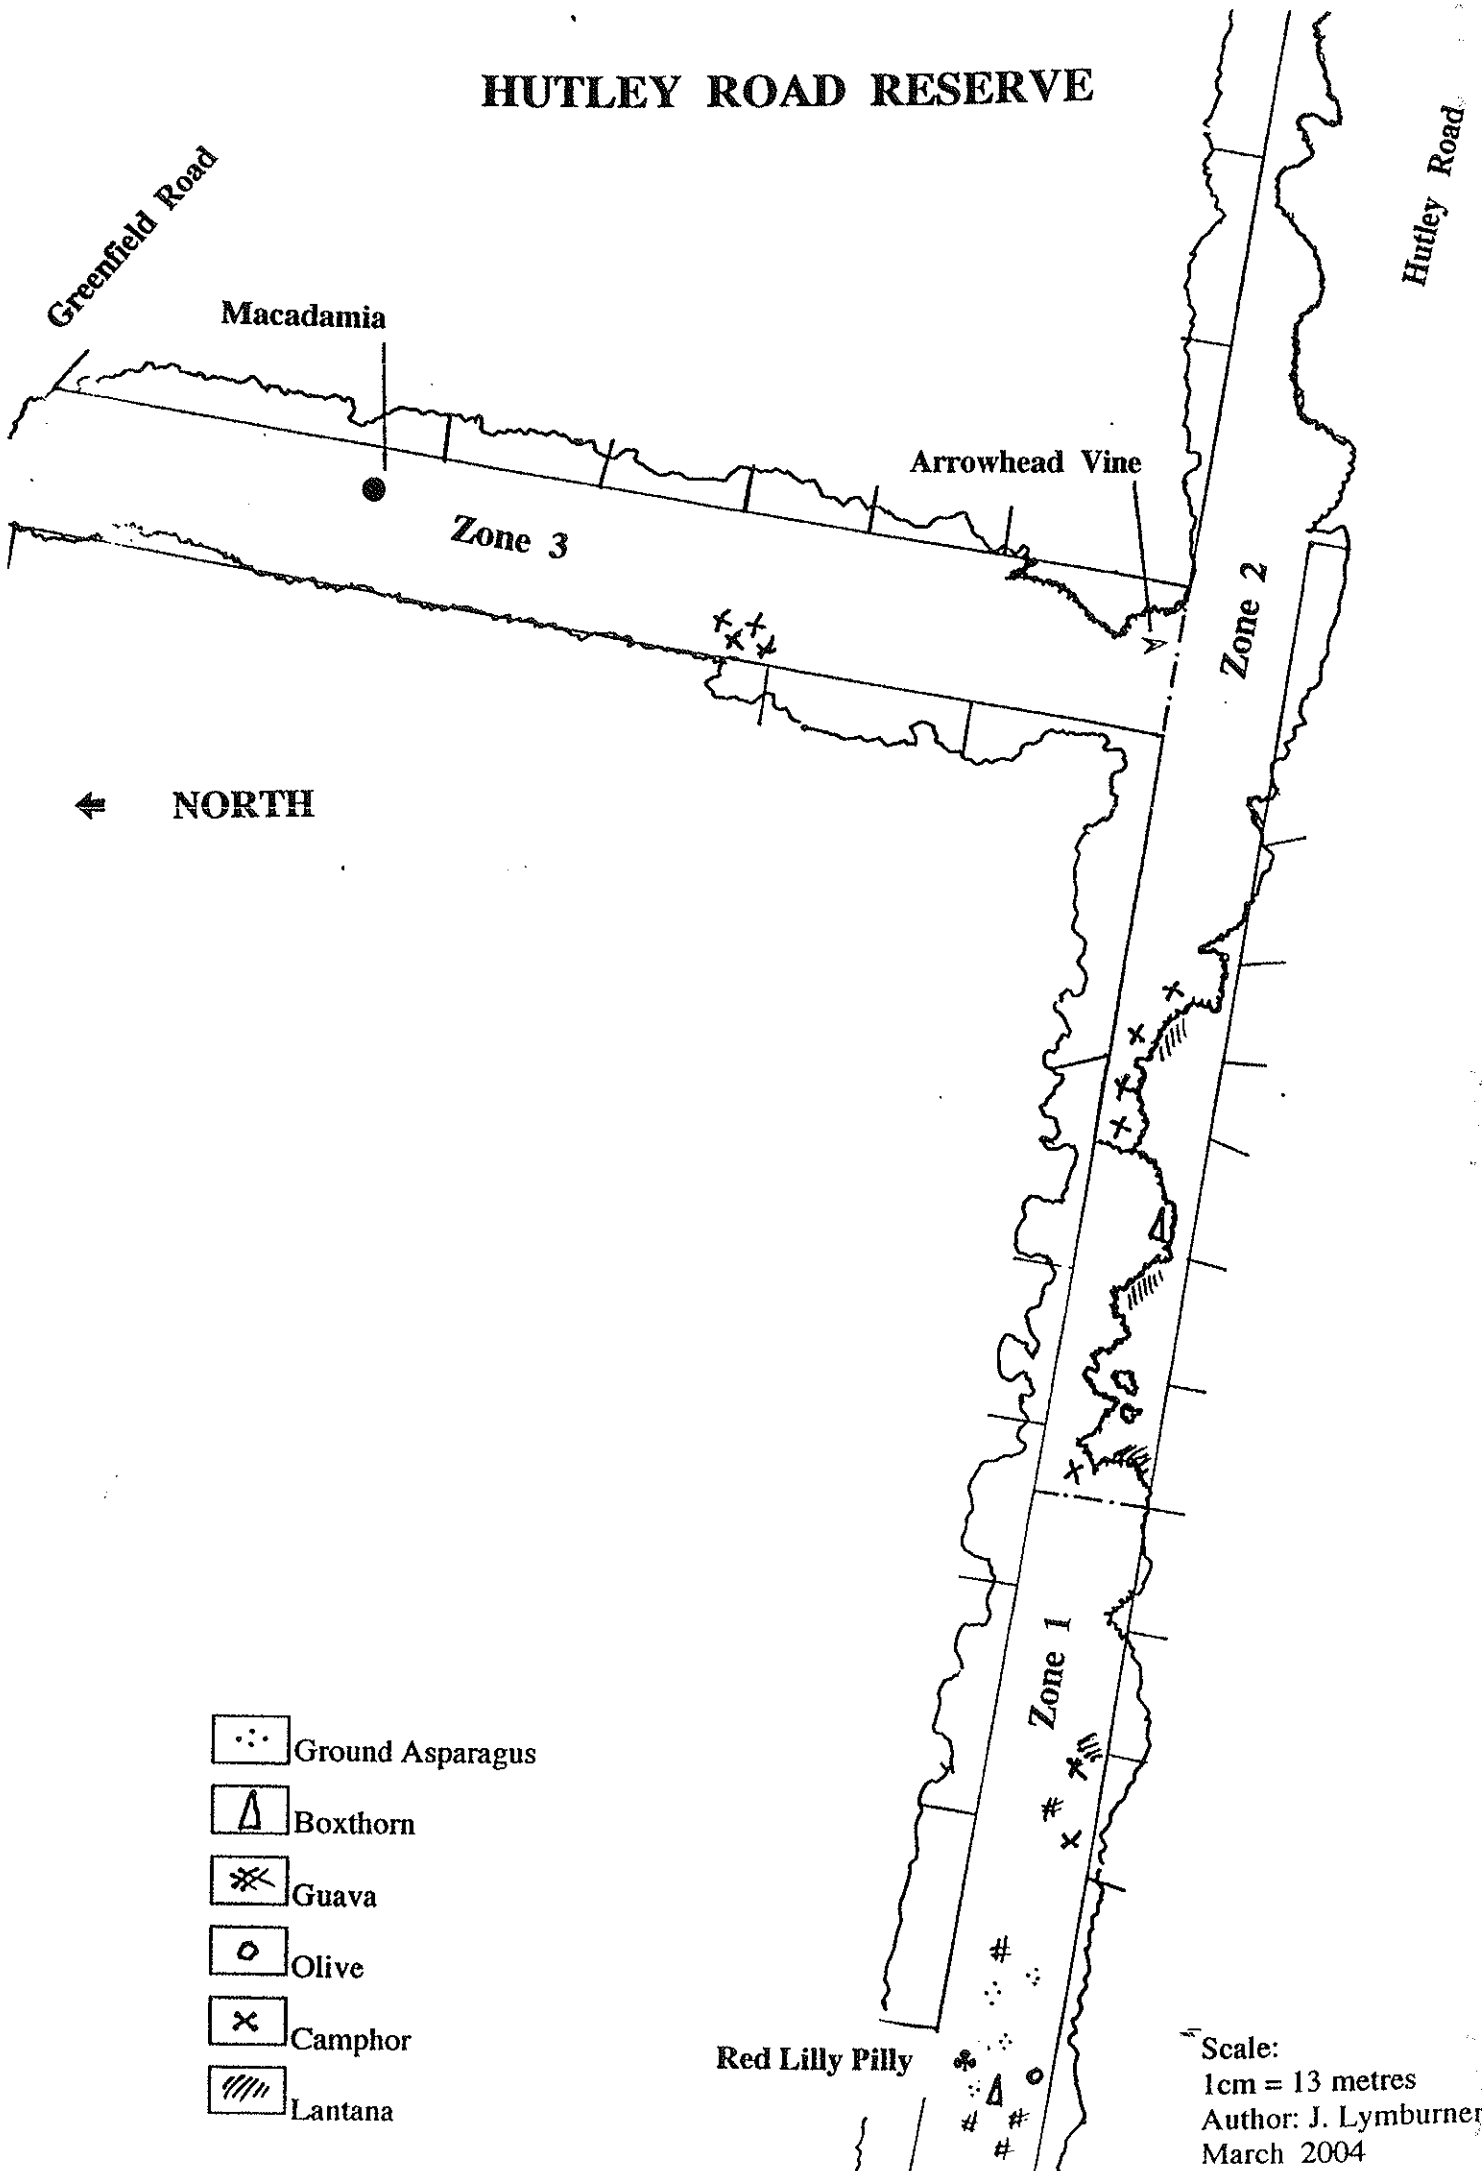 HUTLEY ROAD RESERVE
Hutley Road
Greenfield Road
Macadamia
Arrowhead Vine
Zone 3
Zone 2
A
← NORTH
Zone 1
Ground Asparagus
Boxthorn
Guava
Olive
Camphor
Lantana
Red Lilly Pilly
Scale:
1cm = 13 metres
Author: J. Lymburner
March 2004